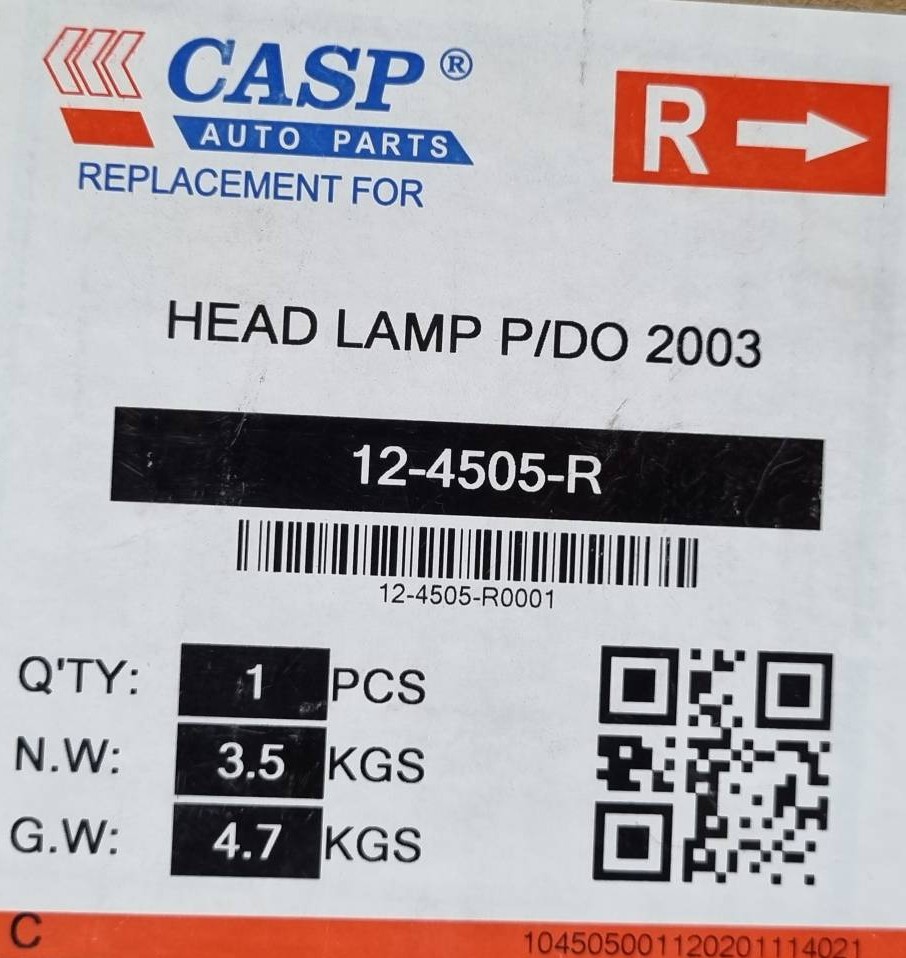 CASP®
AUTO PARTS
REPLACEMENT FOR
R
HEAD LAMP P/DO 2003
12-4505-R
12-4505-R0001
Q'TY: 1 PCS
N.W: 3.5 KGS
G.W: 4.7 KGS
C
104505001120201114021